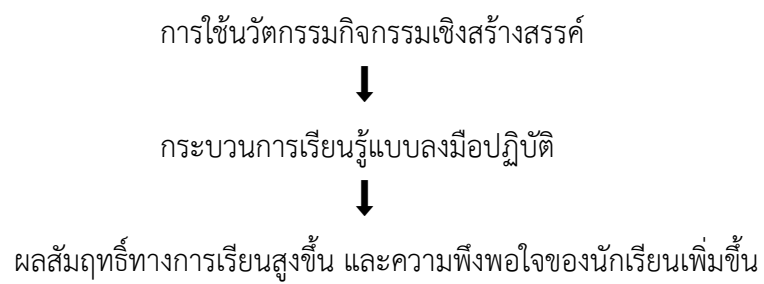 การใช้นวัตกรรมกิจกรรมเชิงสร้างสรรค์
กระบวนการเรียนรู้แบบลงมือปฏิบัติ
ผลสัมฤทธิ์ทางการเรียนสูงขึ้น และความพึงพอใจของนักเรียนเพิ่มขึ้น